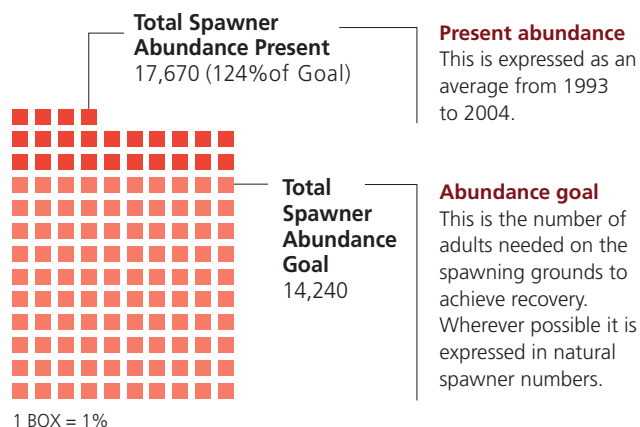 Total Spawner
Abundance Present
17,670 (124%of Goal)
Present abundance
This is expressed as an
average from 1993
to 2004.
Total
Spawner
Abundance
Goal
14,240
Abundance goal
This is the number of
adults needed on the
spawning grounds to
achieve recovery.
Wherever possible it is
expressed in natural
spawner numbers.
1 BOX = 1%